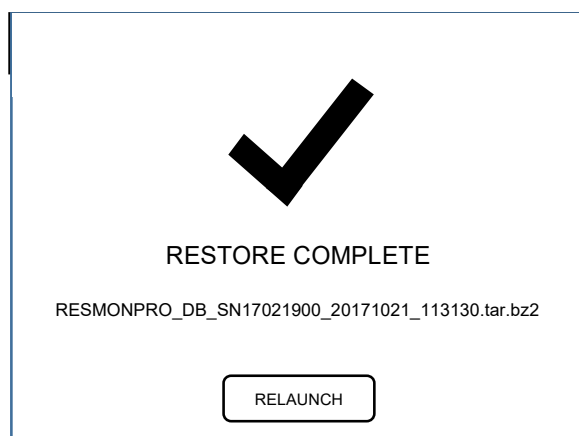 RESTORE COMPLETE
RESMONPRO_DB_SN17021900_20171021_113130.tar.bz2
RELAUNCH